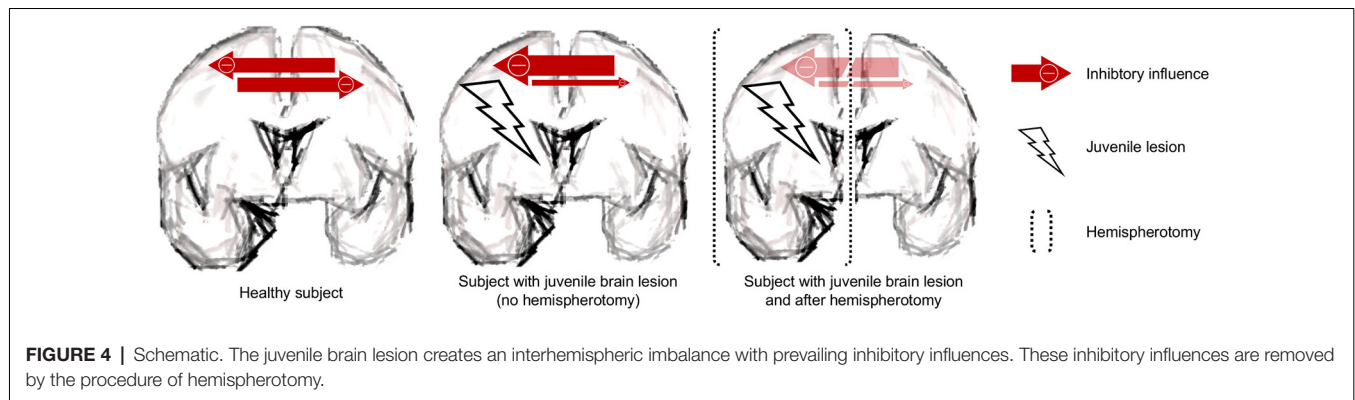 Healthy subject
Subject with juvenile brain lesion
(no hemispherotomy)
Subject with juvenile brain lesion
and after hemispherotomy
Inhibtory influence
Juvenile lesion
Hemispherotomy
FIGURE 4 | Schematic. The juvenile brain lesion creates an interhemispheric imbalance with prevailing inhibitory influences. These inhibitory influences are removed
by the procedure of hemispherotomy.